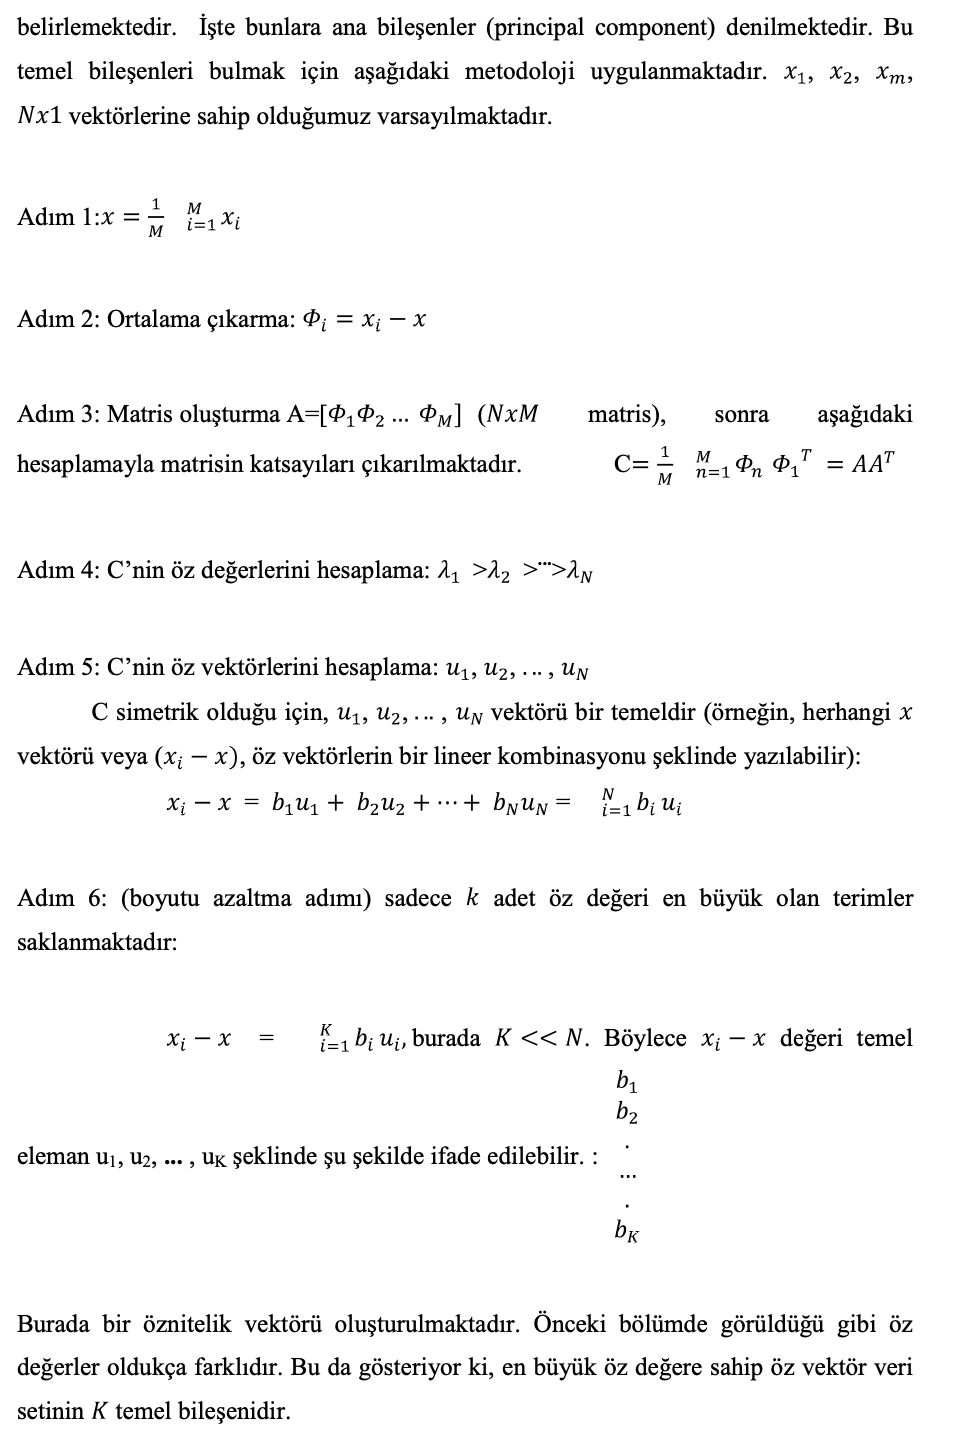 belirlemektedir. İşte bunlara ana bileşenler (principal component) denilmektedir. Bu
temel bileşenleri bulmak için aşağıdaki metodoloji uygulanmaktadır. x₁, x₂, xₘ,
Nx1 vektörlerine sahip olduğumuz varsayılmaktadır.
Adım 1:x = 1/M ᴹᵢ₌₁ xᵢ
Adım 2: Ortalama çıkarma: Φᵢ = xᵢ − x
Adım 3: Matris oluşturma A=[Φ₁Φ₂ ... Φ_M] (NxM matris), sonra aşağıdaki
hesaplamayla matrisin katsayıları çıkarılmaktadır. C= 1/M ᴹₙ₌₁ Φₙ Φ₁ᵀ = AAᵀ
Adım 4: C’nin öz değerlerini hesaplama: λ₁ >λ₂ >···>λ_N
Adım 5: C’nin öz vektörlerini hesaplama: u₁, u₂, … , u_N
C simetrik olduğu için, u₁, u₂, … , u_N vektörü bir temeldir (örneğin, herhangi x
vektörü veya (xᵢ − x), öz vektörlerin bir lineer kombinasyonu şeklinde yazılabilir):
xᵢ − x = b₁u₁ + b₂u₂ + ⋯ + b_Nu_N = ᴺᵢ₌₁ bᵢ uᵢ
Adım 6: (boyutu azaltma adımı) sadece k adet öz değeri en büyük olan terimler
saklanmaktadır:
xᵢ − x = ᴷᵢ₌₁ bᵢ uᵢ, burada K << N. Böylece xᵢ − x değeri temel
b₁
b₂
.
eleman u₁, u₂, ... , u_K şeklinde şu şekilde ifade edilebilir. :
...
.
b_K
Burada bir öznitelik vektörü oluşturulmaktadır. Önceki bölümde görüldüğü gibi öz
değerler oldukça farklıdır. Bu da gösteriyor ki, en büyük öz değere sahip öz vektör veri
setinin K temel bileşenidir.